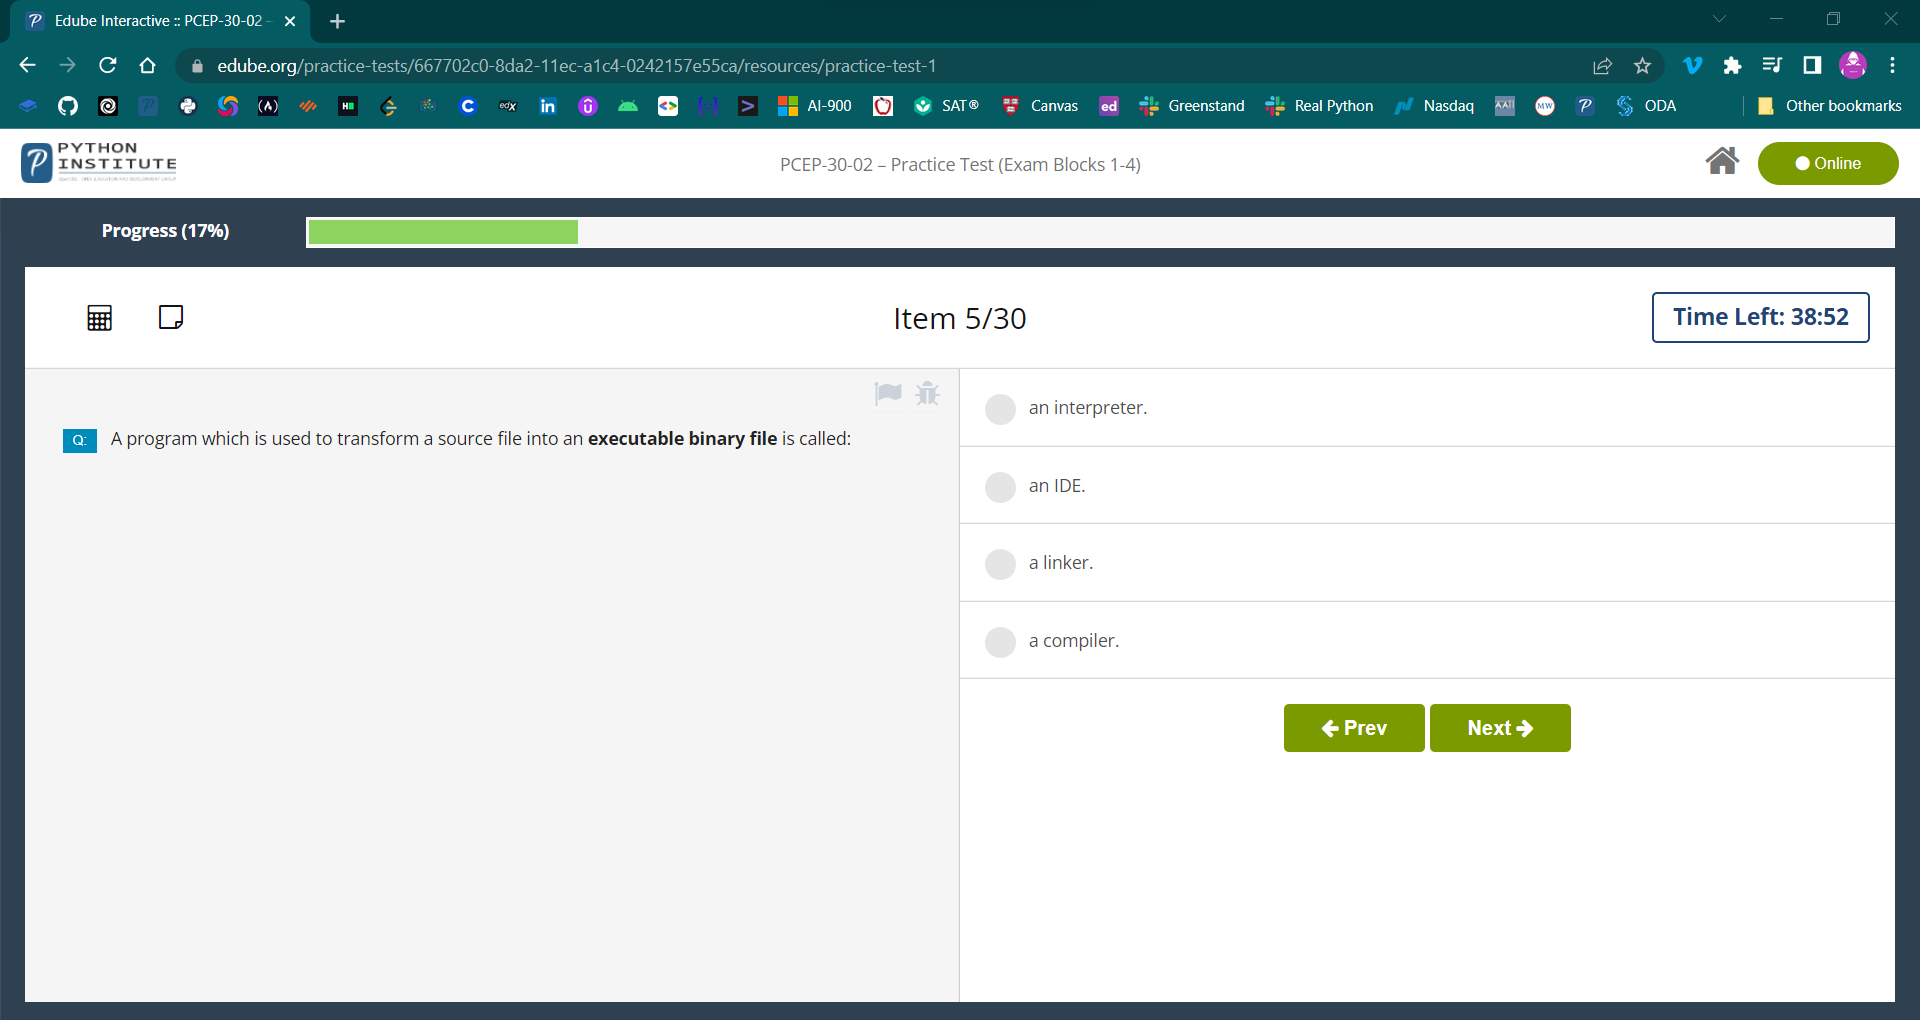 Edube Interactive :: PCEP-30-02 -
edube.org/practice-tests/667702c0-8da2-11ec-a1c4-0242157e55ca/resources/practice-test-1
AI-900
SAT®
Canvas
ed
Greenstand
Real Python
Nasdaq
ODA
Other bookmarks
PYTHON
INSTITUTE
PCEP-30-02 – Practice Test (Exam Blocks 1-4)
Online
Progress (17%)
Item 5/30
Time Left: 38:52
Q: A program which is used to transform a source file into an executable binary file is called:
an interpreter.
an IDE.
a linker.
a compiler.
Prev
Next